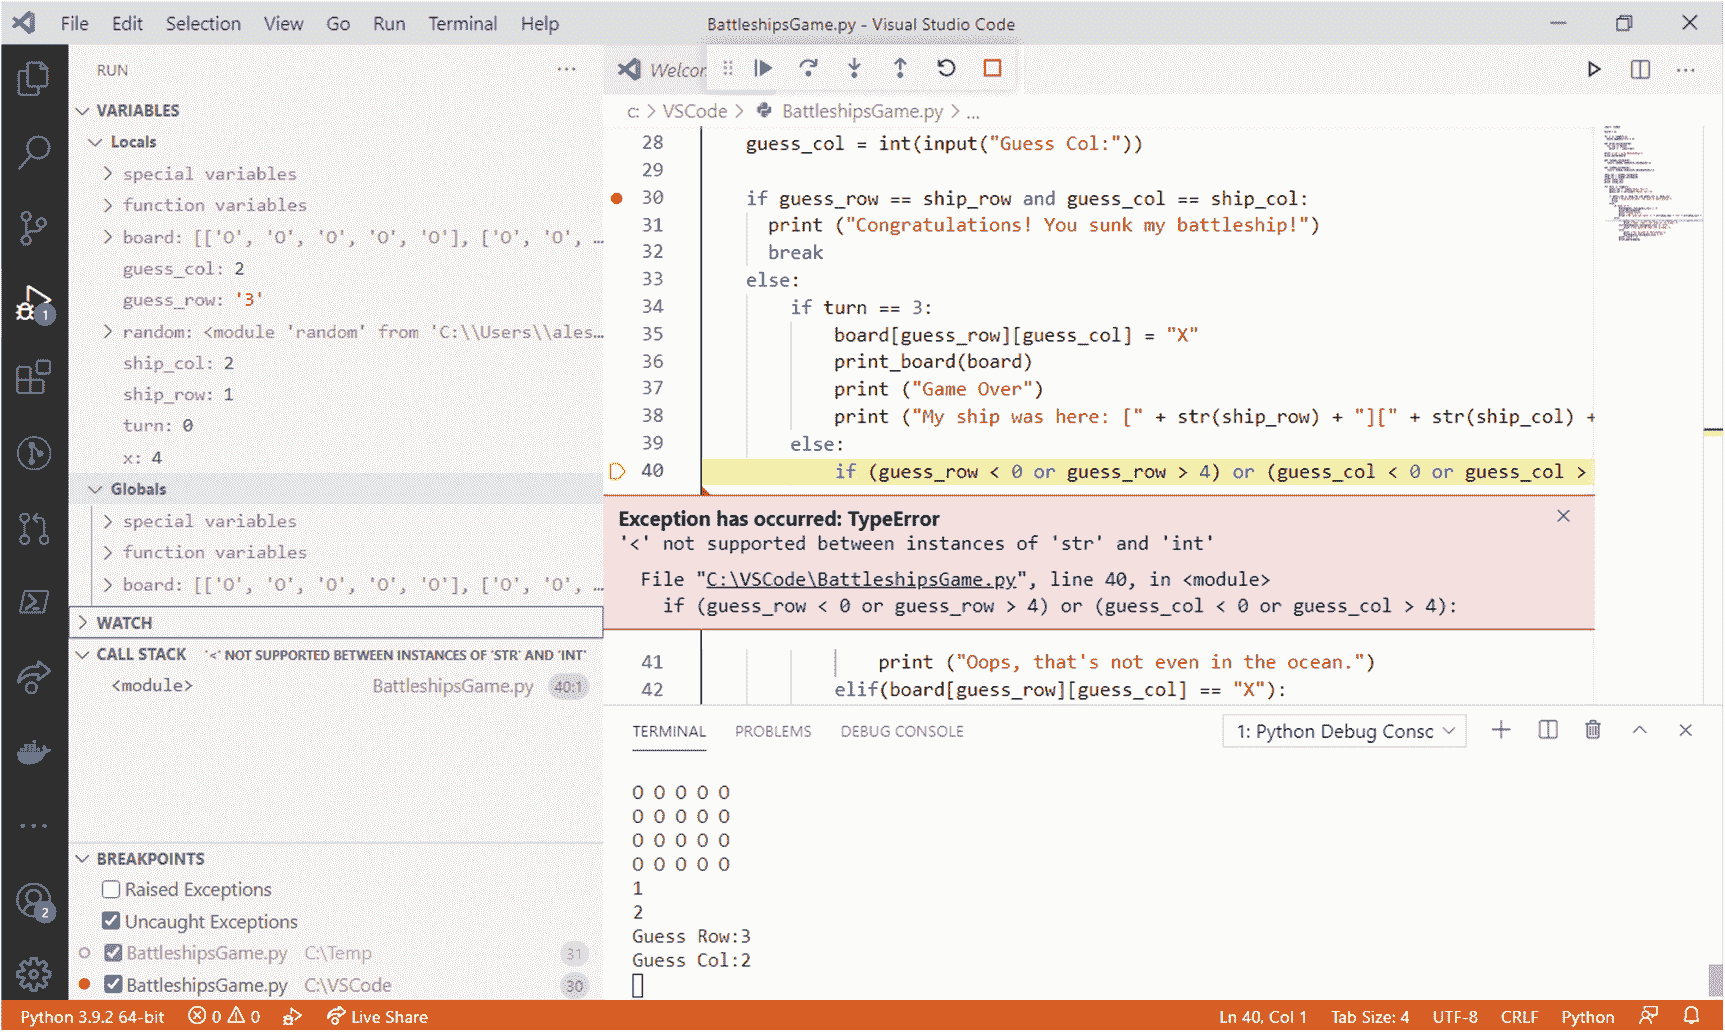 File Edit Selection View Go Run Terminal Help
BattleshipsGame.py - Visual Studio Code
RUN
VARIABLES
Locals
special variables
function variables
board: [['O', 'O', 'O', 'O', 'O'], ['O', 'O', …
guess_col: 2
guess_row: '3'
random: <module 'random' from 'C:\\Users\\ales…
ship_col: 2
ship_row: 1
turn: 0
x: 4
Globals
special variables
function variables
board: [['O', 'O', 'O', 'O', 'O'], ['O', 'O', …
WATCH
CALL STACK '<' NOT SUPPORTED BETWEEN INSTANCES OF 'STR' AND 'INT'
<module> BattleshipsGame.py 40:1
BREAKPOINTS
Raised Exceptions
Uncaught Exceptions
BattleshipsGame.py C:\Temp 31
BattleshipsGame.py C:\VSCode 30
1
2
Welcor
c: > VSCode > BattleshipsGame.py > ...
28 guess_col = int(input("Guess Col:"))
29
30 if guess_row == ship_row and guess_col == ship_col:
31 print ("Congratulations! You sunk my battleship!")
32 break
33 else:
34 if turn == 3:
35 board[guess_row][guess_col] = "X"
36 print_board(board)
37 print ("Game Over")
38 print ("My ship was here: [" + str(ship_row) + "][" + str(ship_col) +
39 else:
40 if (guess_row < 0 or guess_row > 4) or (guess_col < 0 or guess_col >
Exception has occurred: TypeError
'<' not supported between instances of 'str' and 'int'
File "C:\VSCode\BattleshipsGame.py", line 40, in <module>
if (guess_row < 0 or guess_row > 4) or (guess_col < 0 or guess_col > 4):
41 print ("Oops, that's not even in the ocean.")
42 elif(board[guess_row][guess_col] == "X"):
TERMINAL PROBLEMS DEBUG CONSOLE 1: Python Debug Consc
O O O O O
O O O O O
O O O O O
O O O O O
1
2
Guess Row:3
Guess Col:2
Python 3.9.2 64-bit 0 0 Live Share Ln 40, Col 1 Tab Size: 4 UTF-8 CRLF Python